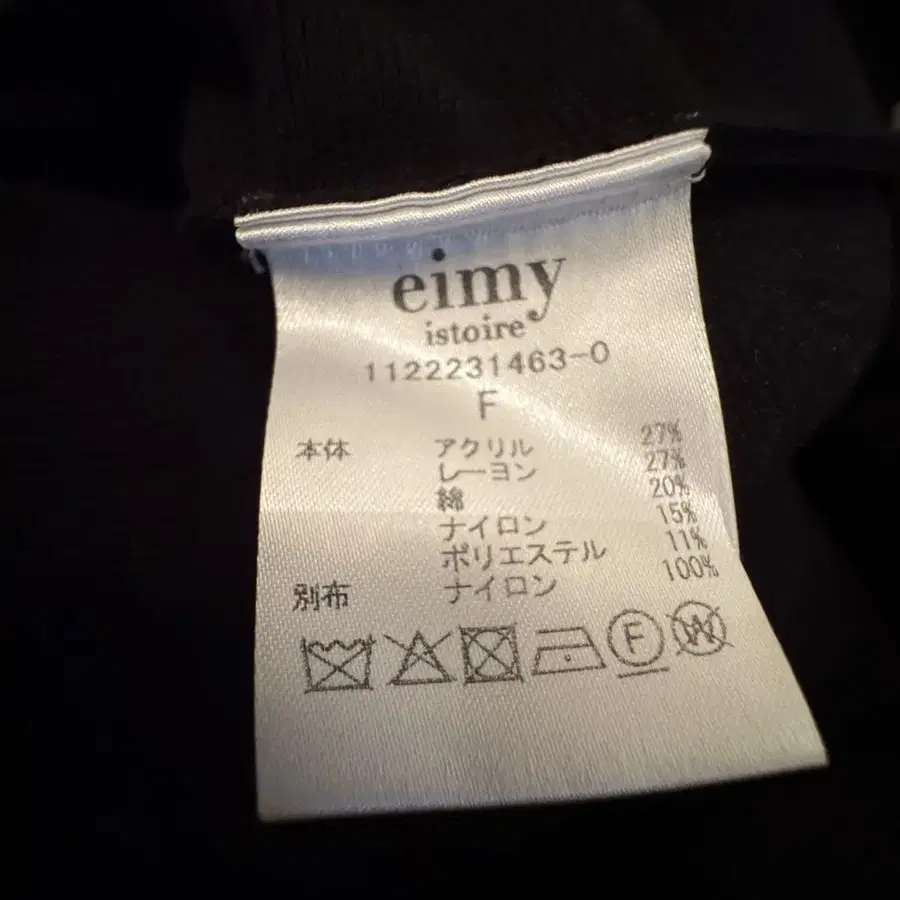 eimy
istoire
1122231463-0
F
本体 アクリル 27%
レーヨン 27%
綿 20%
ナイロン 15%
ポリエステル 11%
別布 ナイロン 100%
F
W